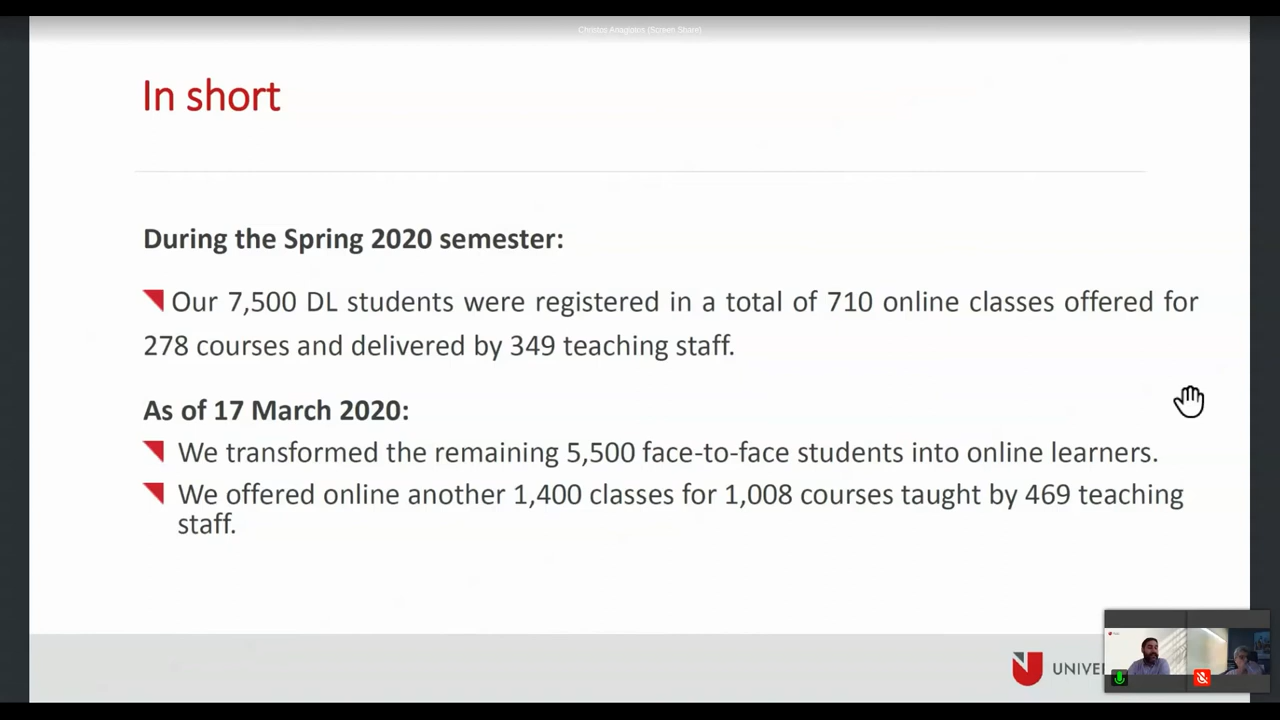 (Screen Share)
In short
During the Spring 2020 semester:
Our 7,500 DL students were registered in a total of 710 online classes offered for
278 courses and delivered by 349 teaching staff.
As of 17 March 2020:
We transformed the remaining 5,500 face-to-face students into online learners.
We offered online another 1,400 classes for 1,008 courses taught by 469 teaching
staff.
UNIVE